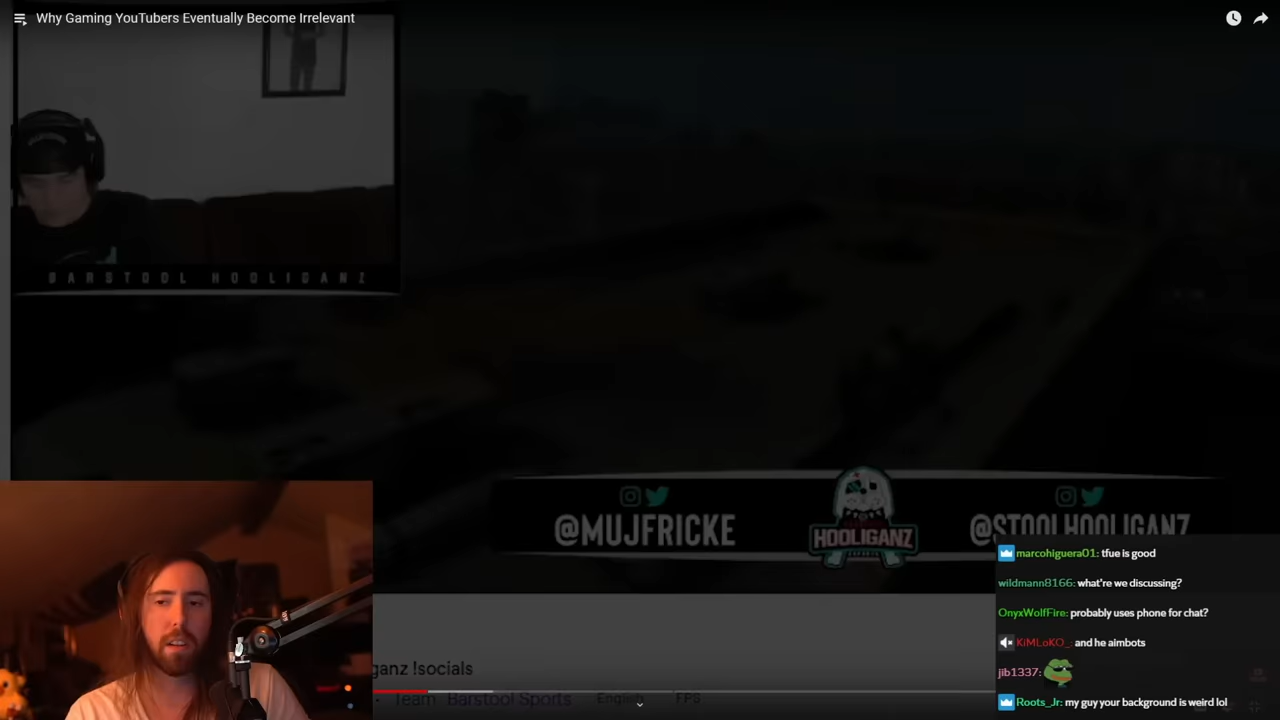 Why Gaming YouTubers Eventually Become Irrelevant
BARSTOOL HOOLIGANZ
@MUJFRICKE
HOOLIGANZ
@STOOLHOOLIGANZ
marcohiguera01: tfue is good
wildmann8166: what're we discussing?
OnyxWolfFire: probably uses phone for chat?
KiMLoKO_: and he aimbots
jib1337:
Roots_Jr: my guy your background is weird lol
ganz !socials
Team Barstool Sports English FPS